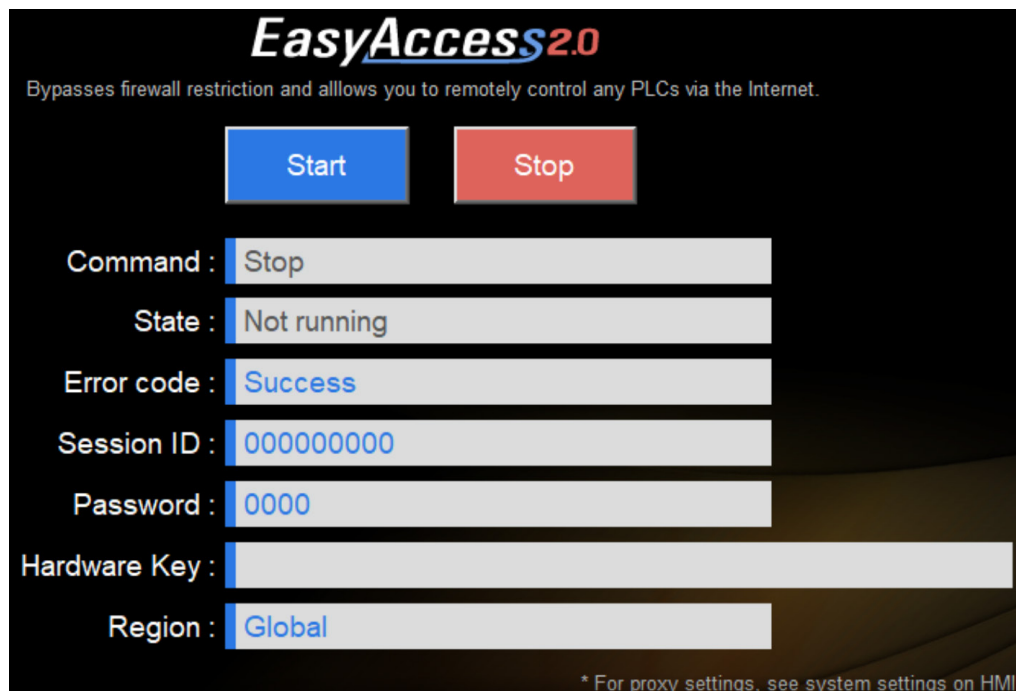 EasyAccess2.0
Bypasses firewall restriction and alllows you to remotely control any PLCs via the Internet.
Start Stop
Command : Stop
State : Not running
Error code : Success
Session ID : 000000000
Password : 0000
Hardware Key :
Region : Global
* For proxy settings, see system settings on HMI